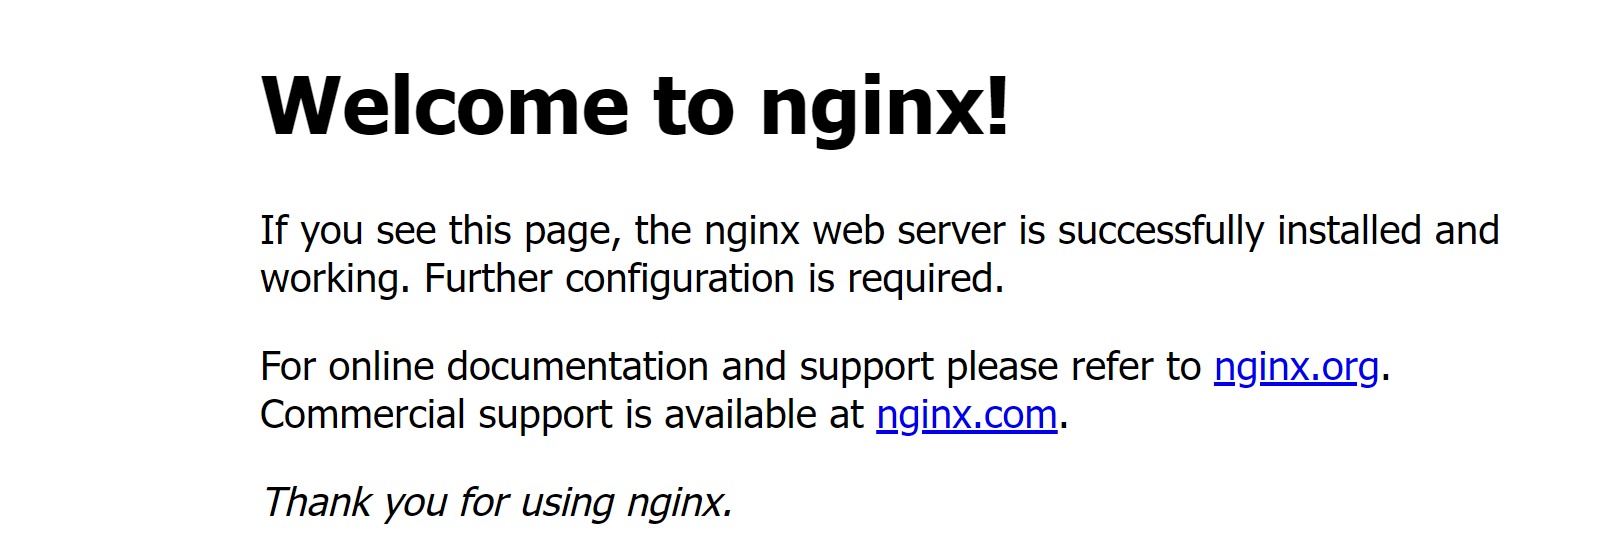 Welcome to nginx!
If you see this page, the nginx web server is successfully installed and
working. Further configuration is required.
For online documentation and support please refer to nginx.org.
Commercial support is available at nginx.com.
Thank you for using nginx.